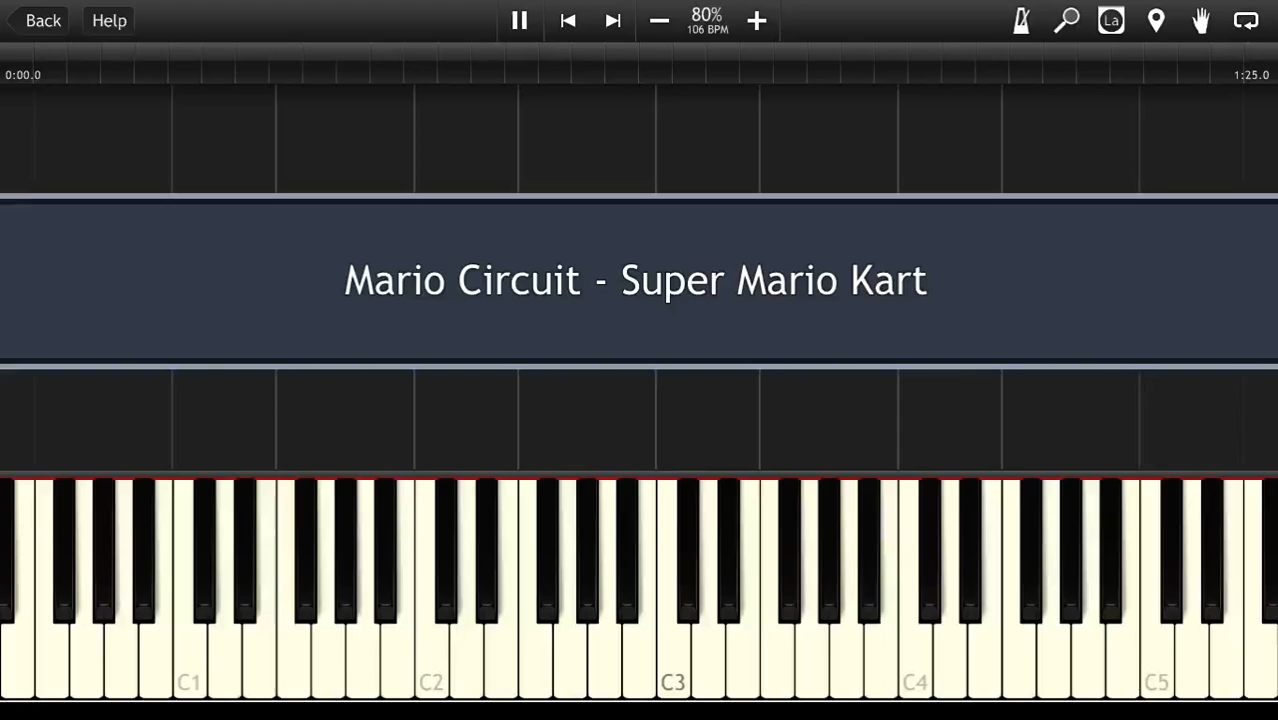 Back Help 80% La
106 BPM
0:00.0 1:25.0
Mario Circuit - Super Mario Kart
C1 C2 C3 C4 C5